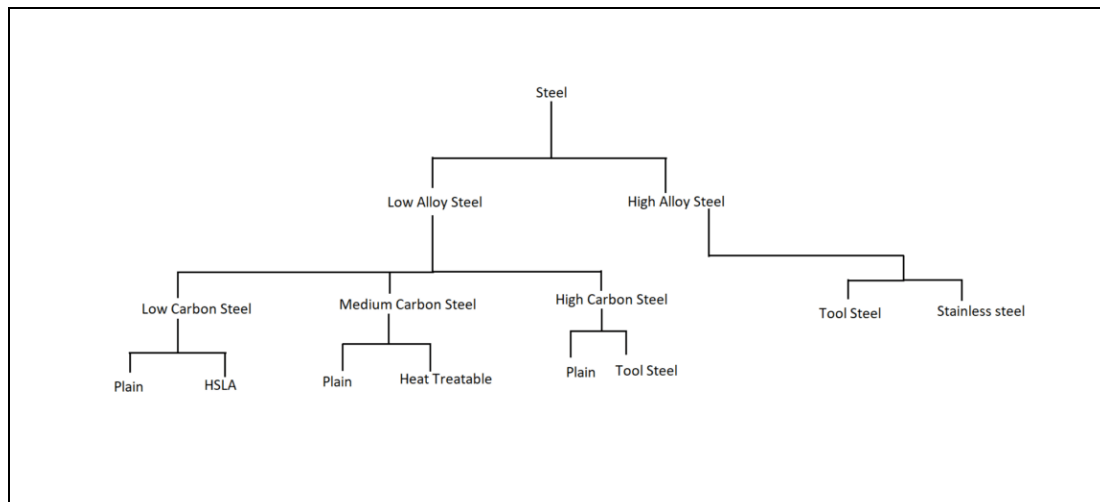 Steel
Low Alloy Steel
High Alloy Steel
Low Carbon Steel
Medium Carbon Steel
High Carbon Steel
Tool Steel
Stainless steel
Plain
HSLA
Plain
Heat Treatable
Plain
Tool Steel